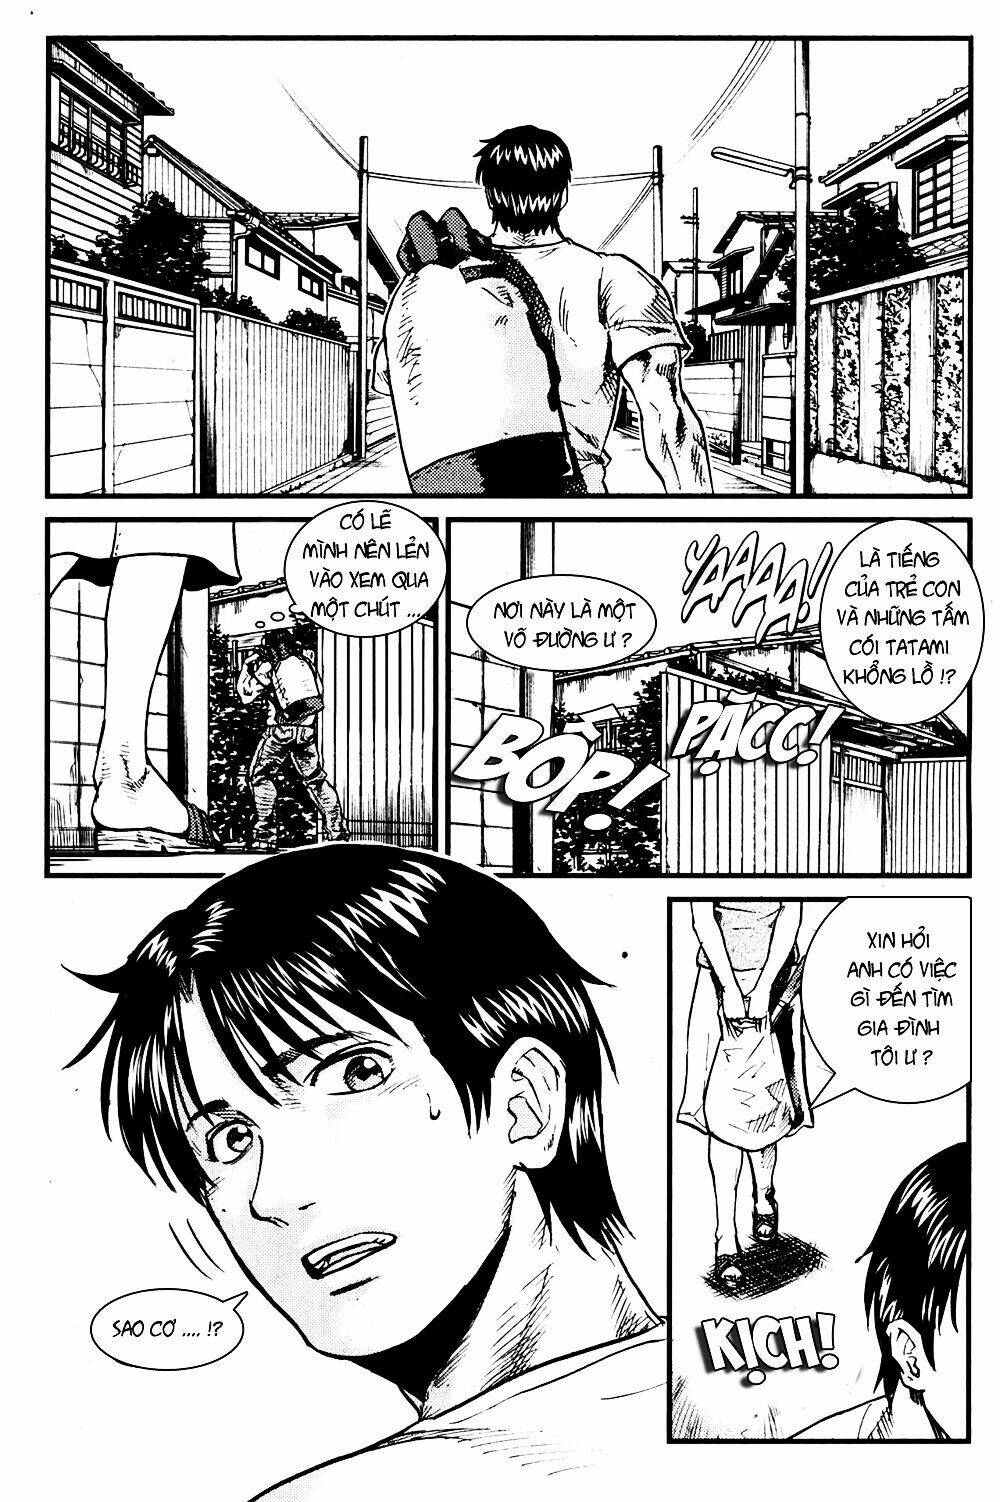 YAAAA!
LÀ TIẾNG
CỦA TRẺ CON
VÀ NHỮNG TẤM
CÓI TATAMI
KHỔNG LỒ !?
NƠI NÀY LÀ MỘT
VÕ ĐƯỜNG Ư ?
BỐP!
PẶCC!
CÓ LẼ
MÌNH NÊN LẺN
VÀO XEM QUA
MỘT CHÚT ...
XIN HỎI
ANH CÓ VIỆC
GÌ ĐẾN TÌM
GIA ĐÌNH
TÔI Ư ?
KỊCH!
SAO CƠ .... !?